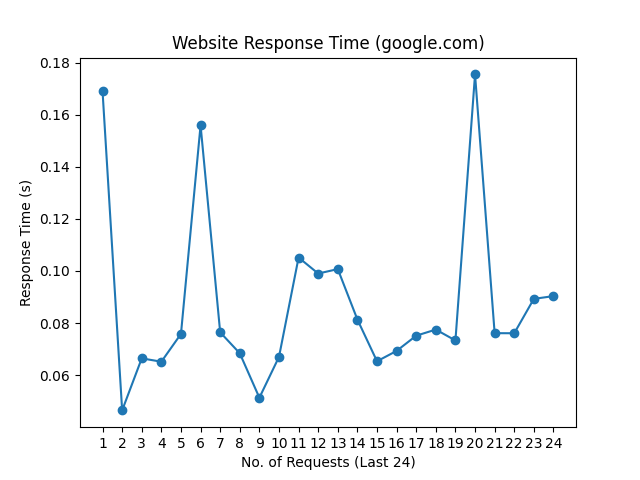 Website Response Time (google.com)
0.18
0.16
0.14
0.12
0.10
0.08
0.06
Response Time (s)
1 2 3 4 5 6 7 8 9 10 11 12 13 14 15 16 17 18 19 20 21 22 23 24
No. of Requests (Last 24)